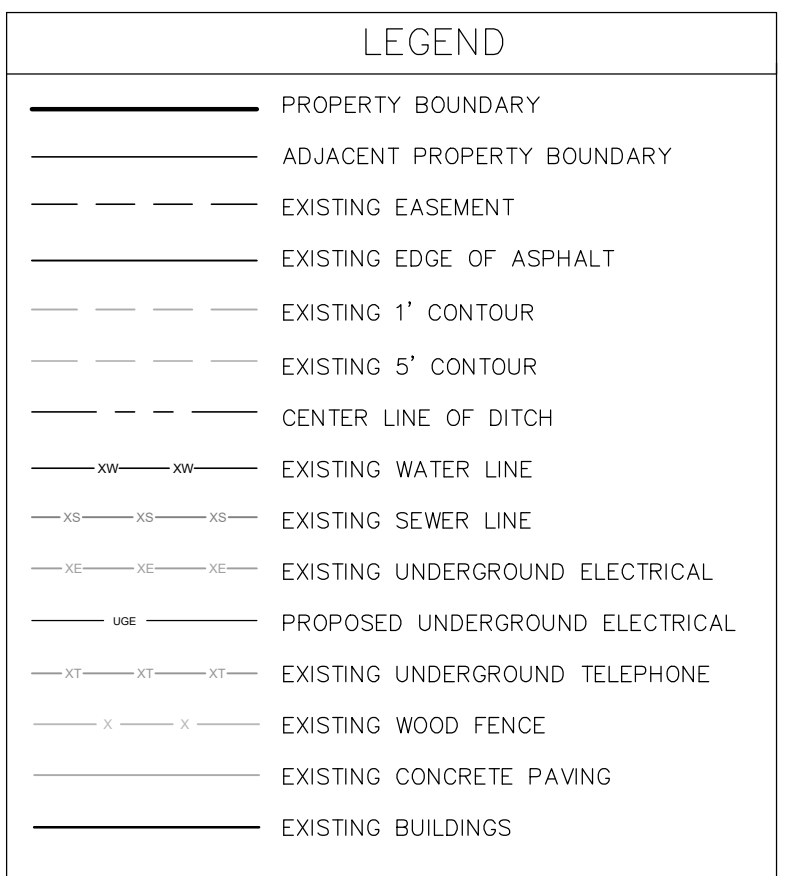 LEGEND
PROPERTY BOUNDARY
ADJACENT PROPERTY BOUNDARY
EXISTING EASEMENT
EXISTING EDGE OF ASPHALT
EXISTING 1' CONTOUR
EXISTING 5' CONTOUR
CENTER LINE OF DITCH
XW XW EXISTING WATER LINE
XS XS XS EXISTING SEWER LINE
XE XE XE EXISTING UNDERGROUND ELECTRICAL
UGE PROPOSED UNDERGROUND ELECTRICAL
XT XT XT EXISTING UNDERGROUND TELEPHONE
X X EXISTING WOOD FENCE
EXISTING CONCRETE PAVING
EXISTING BUILDINGS